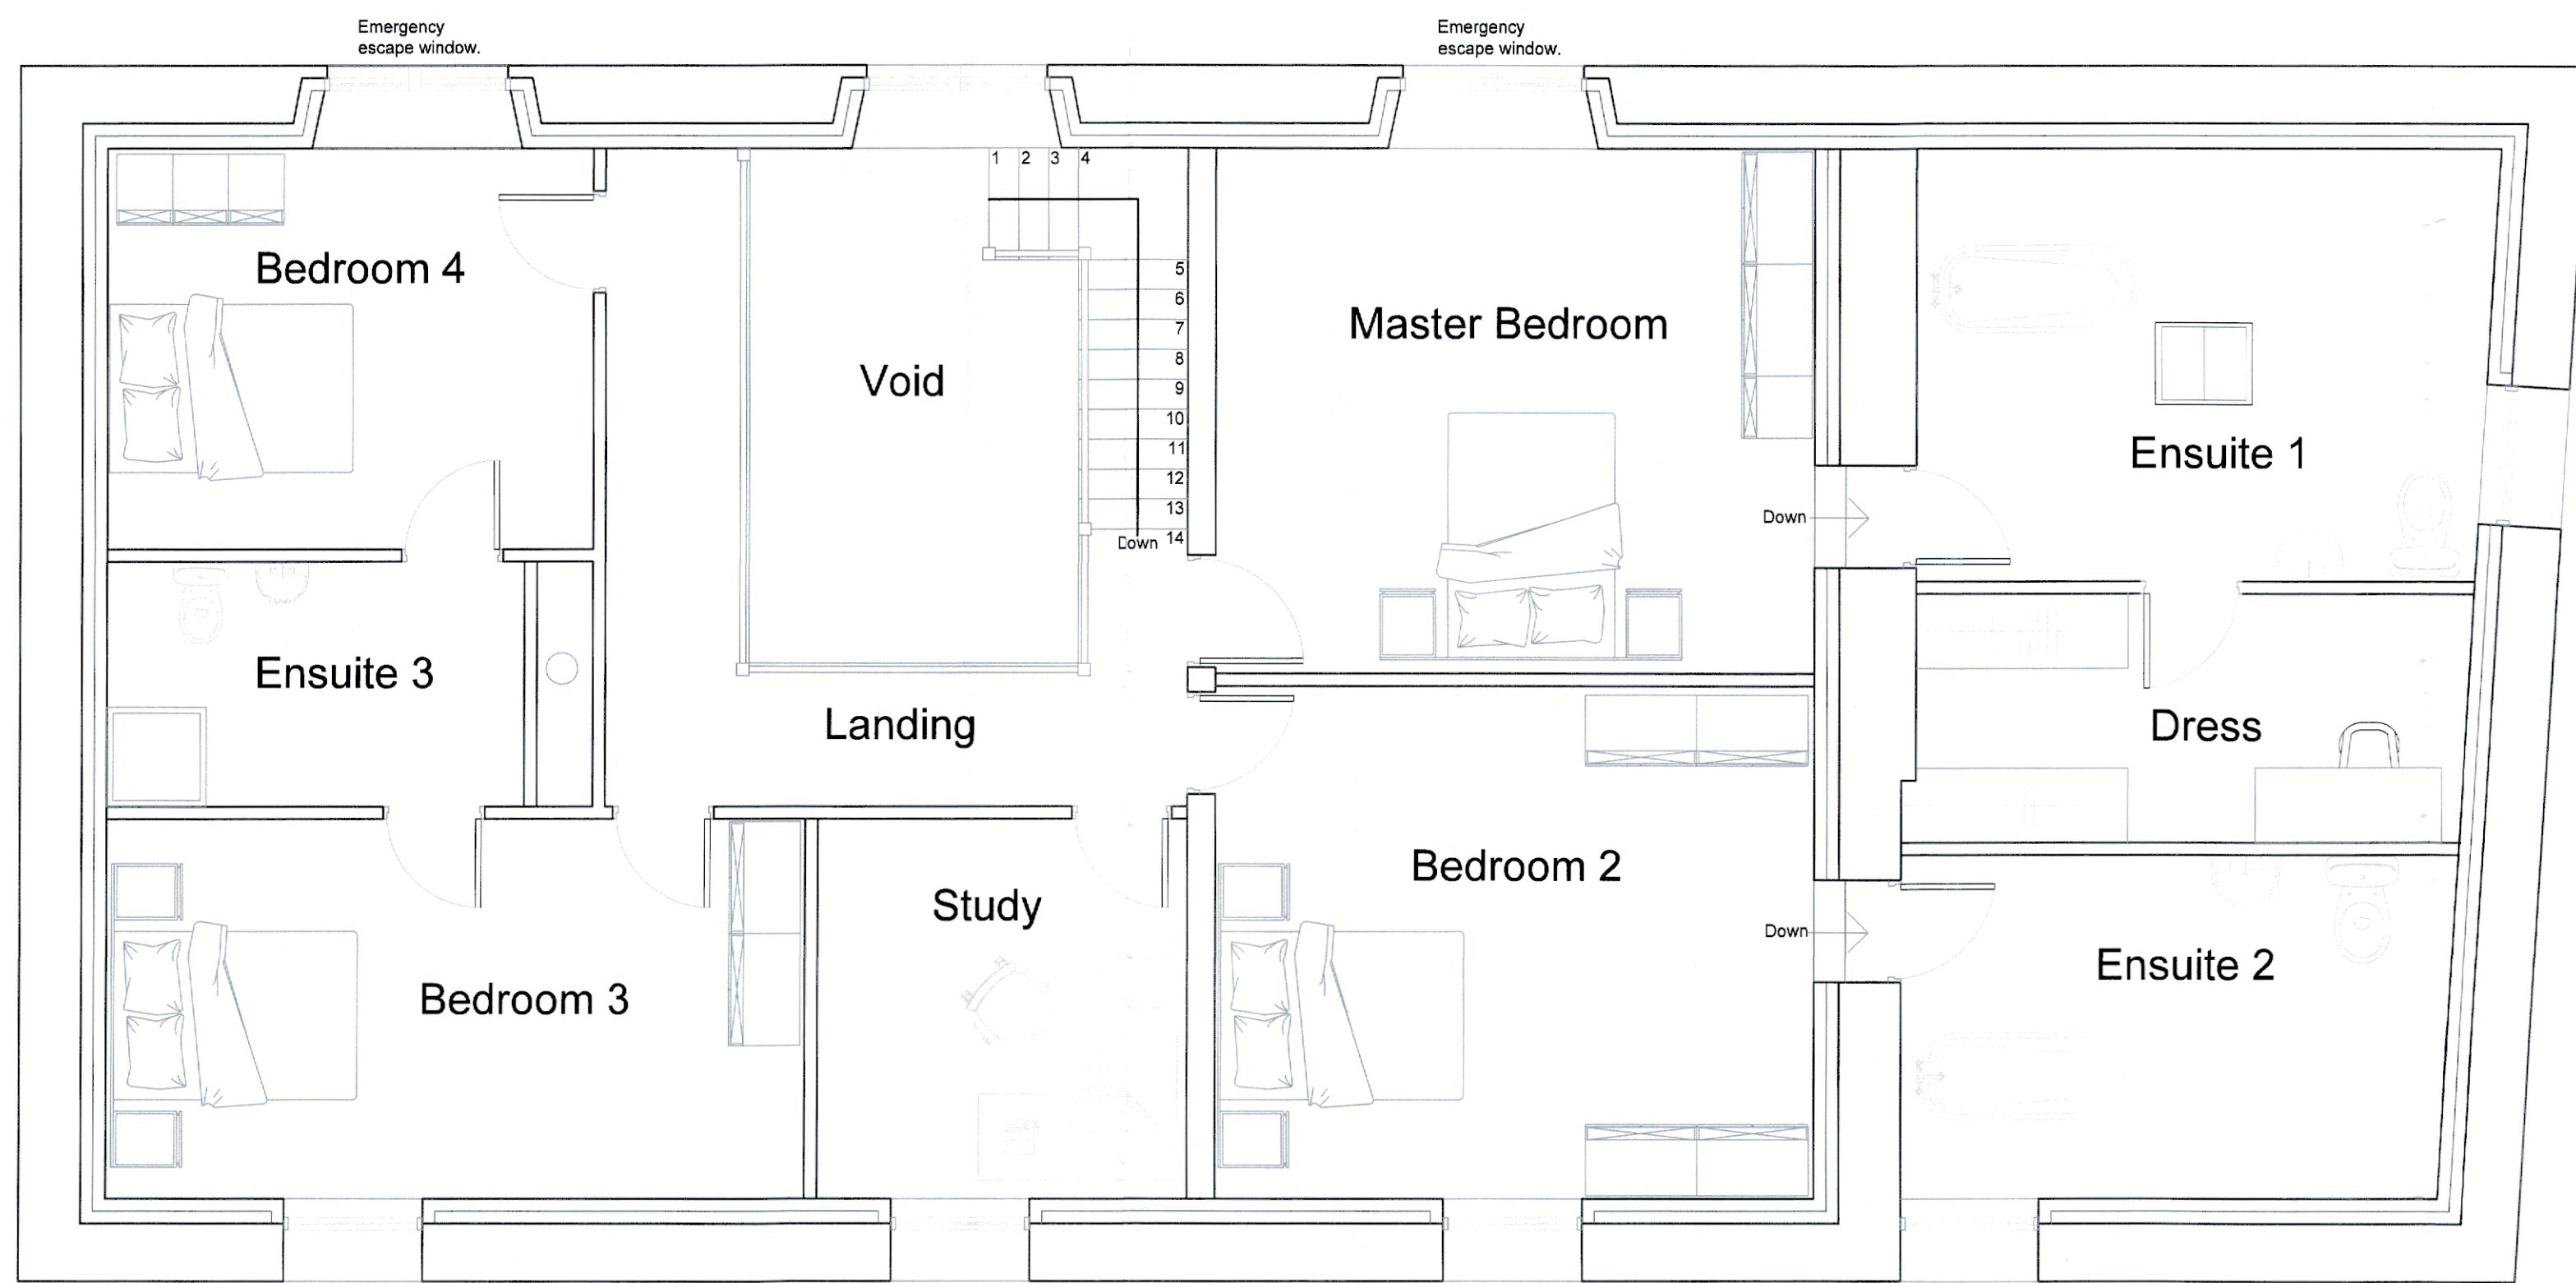 Emergency
escape window.
Emergency
escape window.
1 2 3 4
Bedroom 4
5
6
7
8
9
10
11
12
13
14
Down
Void
Master Bedroom
Ensuite 1
Down
Ensuite 3
Landing
Dress
Bedroom 2
Study
Down
Bedroom 3
Ensuite 2